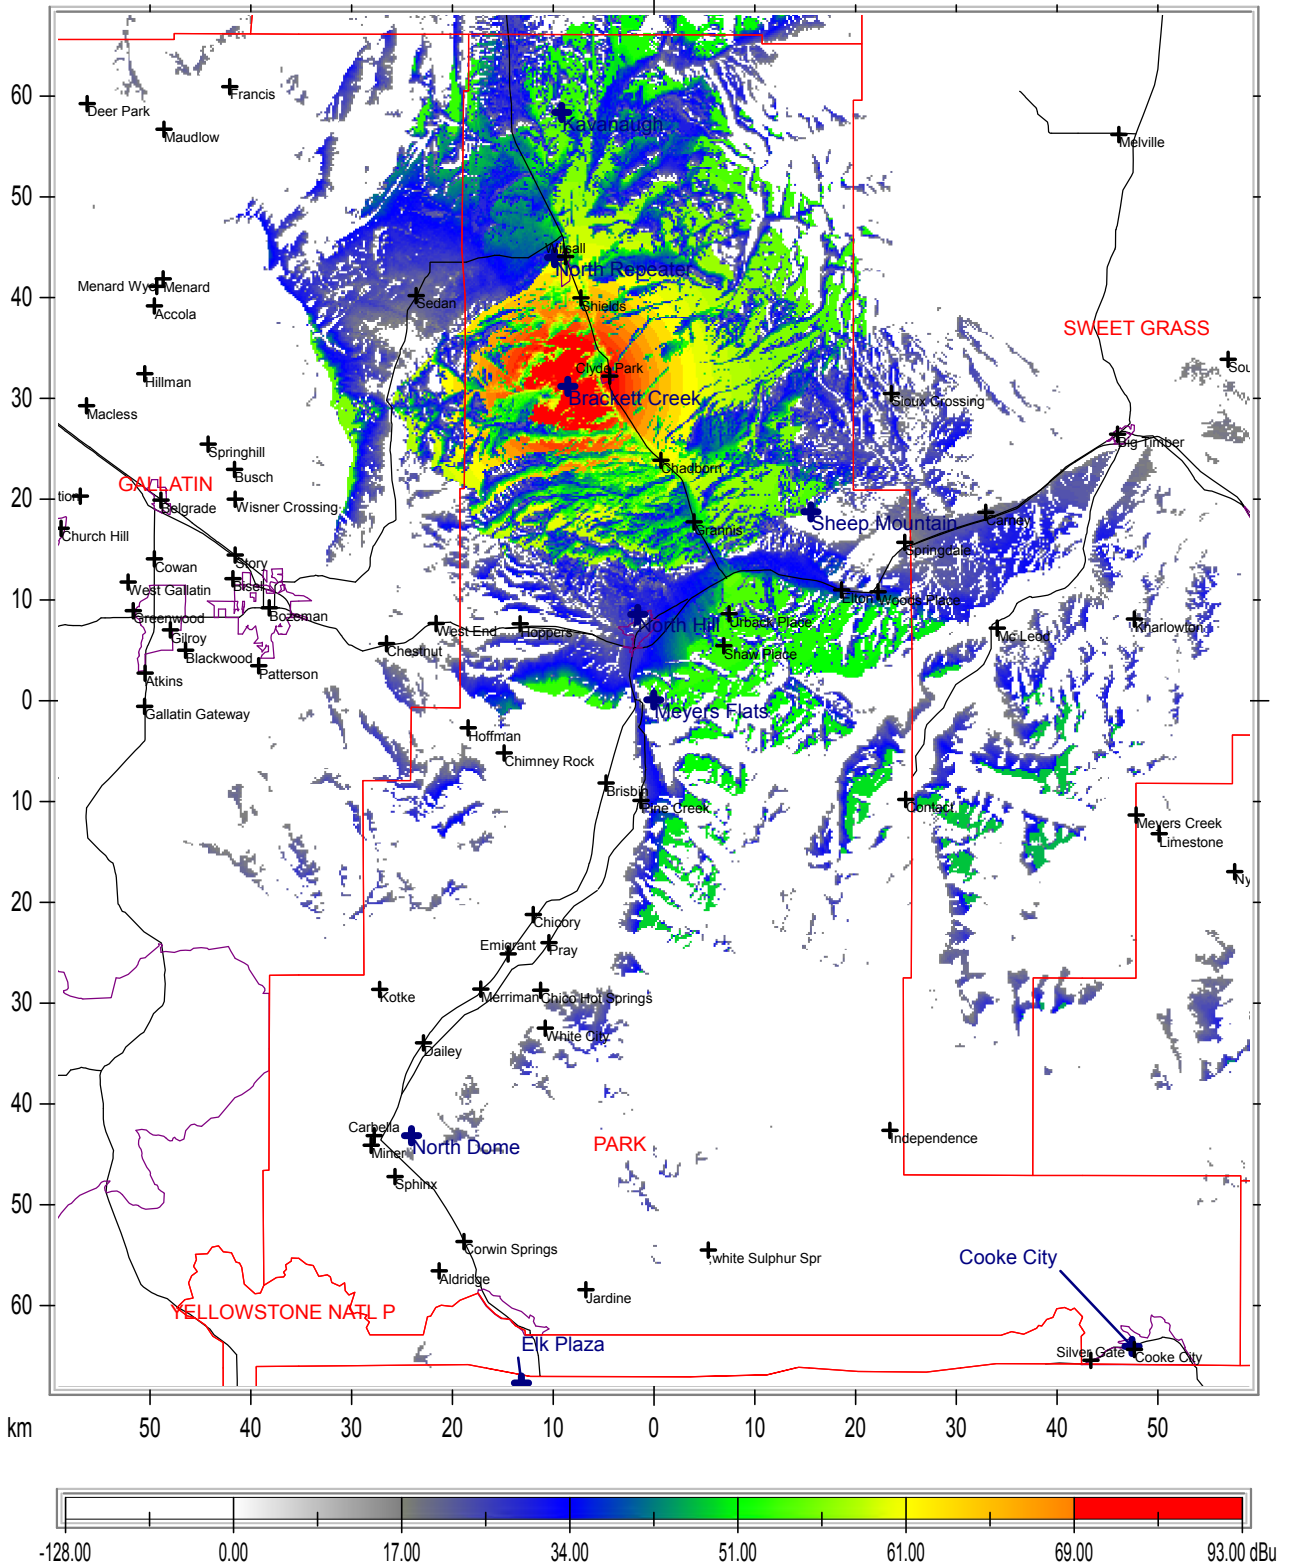 60
Francis
Deer Park
Kavanaugh
Maudlow
Melville
50
Wilsall
North Repeater
Menard
Menard Wye
40
Sedan
Shields
Accola
SWEET GRASS
Clyde Park
Hillman
30
Brackett Creek
Sioux Crossing
Macless
Big Timber
Springhill
Chadborn
Busch
GALLATIN
20
Belgrade
Wisner Crossing
Carney
Sheep Mountain
Grannis
Church Hill
Springdale
Cowan
Story
Bisel
West Gallatin
Elton
Woods Place
10
Greenwood
Bozeman
North Hill
Urback Place
Kharlowton
West End
Hoppers
Gilroy
Mc Leod
Chestnut
Shaw Place
Blackwood
Patterson
Atkins
0
Meyers Flats
Gallatin Gateway
Hoffman
Chimney Rock
Brisbin
10
Pine Creek
Contact
Meyers Creek
Limestone
Ny
20
Chicory
Emigrant
Pray
30
Kotke
Merriman
Chico Hot Springs
White City
Dailey
40
Carbella
North Dome
PARK
Independence
Miner
50
Sphinx
Corwin Springs
white Sulphur Spr
Cooke City
Aldridge
Jardine
60
YELLOWSTONE NATL P
Elk Plaza
Silver Gate
Cooke City
km
50
40
30
20
10
0
10
20
30
40
50
-128.00
0.00
17.00
34.00
51.00
61.00
69.00
93.00 dBu